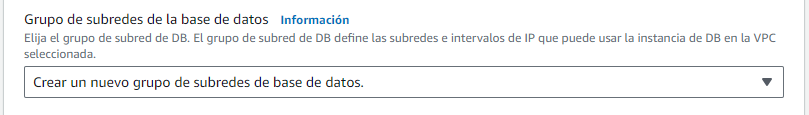 Grupo de subredes de la base de datos Información
Elija el grupo de subred de DB. El grupo de subred de DB define las subredes e intervalos de IP que puede usar la instancia de DB en la VPC
seleccionada.
Crear un nuevo grupo de subredes de base de datos.